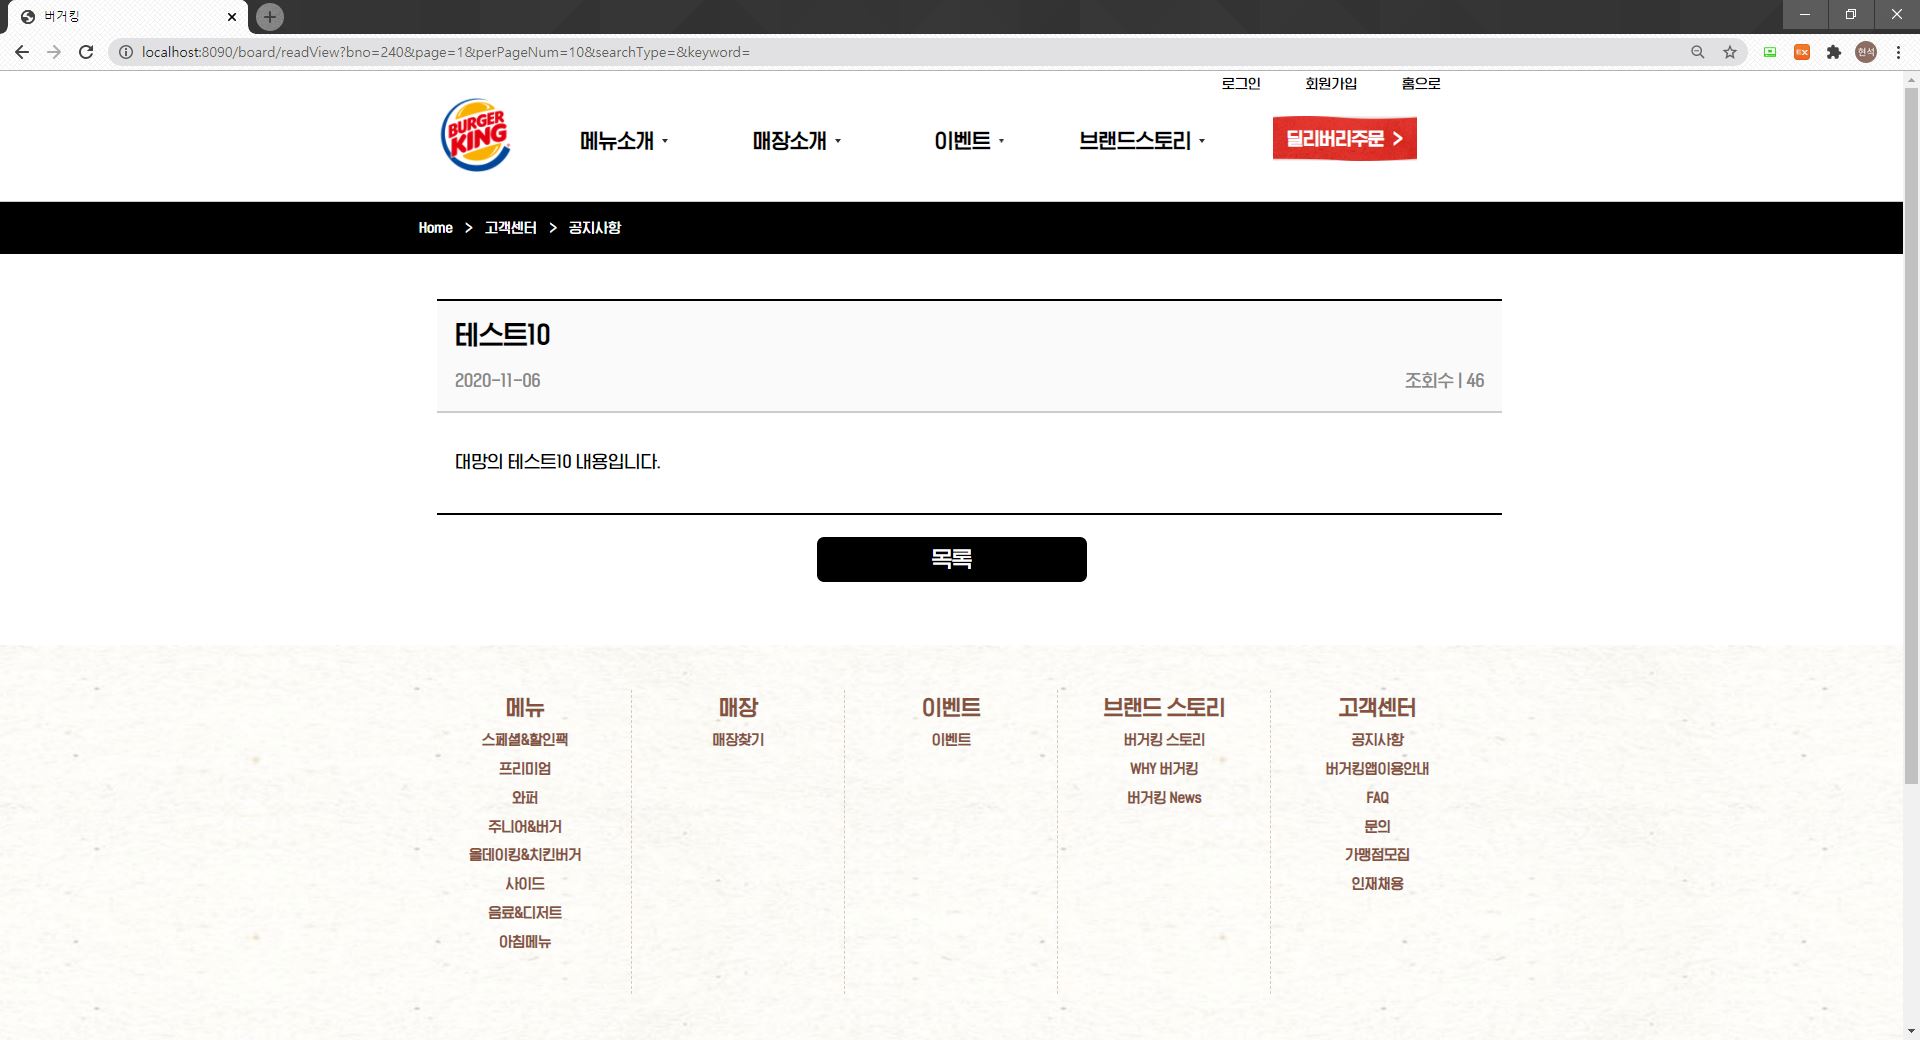 버거킹
localhost:8090/board/readView?bno=240&page=1&perPageNum=10&searchType=&keyword=
EX
현석
로그인 회원가입 홈으로
BURGER KING
메뉴소개 매장소개 이벤트 브랜드스토리 딜리버리주문 >
Home > 고객센터 > 공지사항
테스트10
2020-11-06 조회수 | 46
대망의 테스트10 내용입니다.
목록
메뉴
스페셜&할인팩
프리미엄
와퍼
주니어&버거
올데이킹&치킨버거
사이드
음료&디저트
아침메뉴
매장
매장찾기
이벤트
이벤트
브랜드 스토리
버거킹 스토리
WHY 버거킹
버거킹 News
고객센터
공지사항
버거킹앱이용안내
FAQ
문의
가맹점모집
인재채용